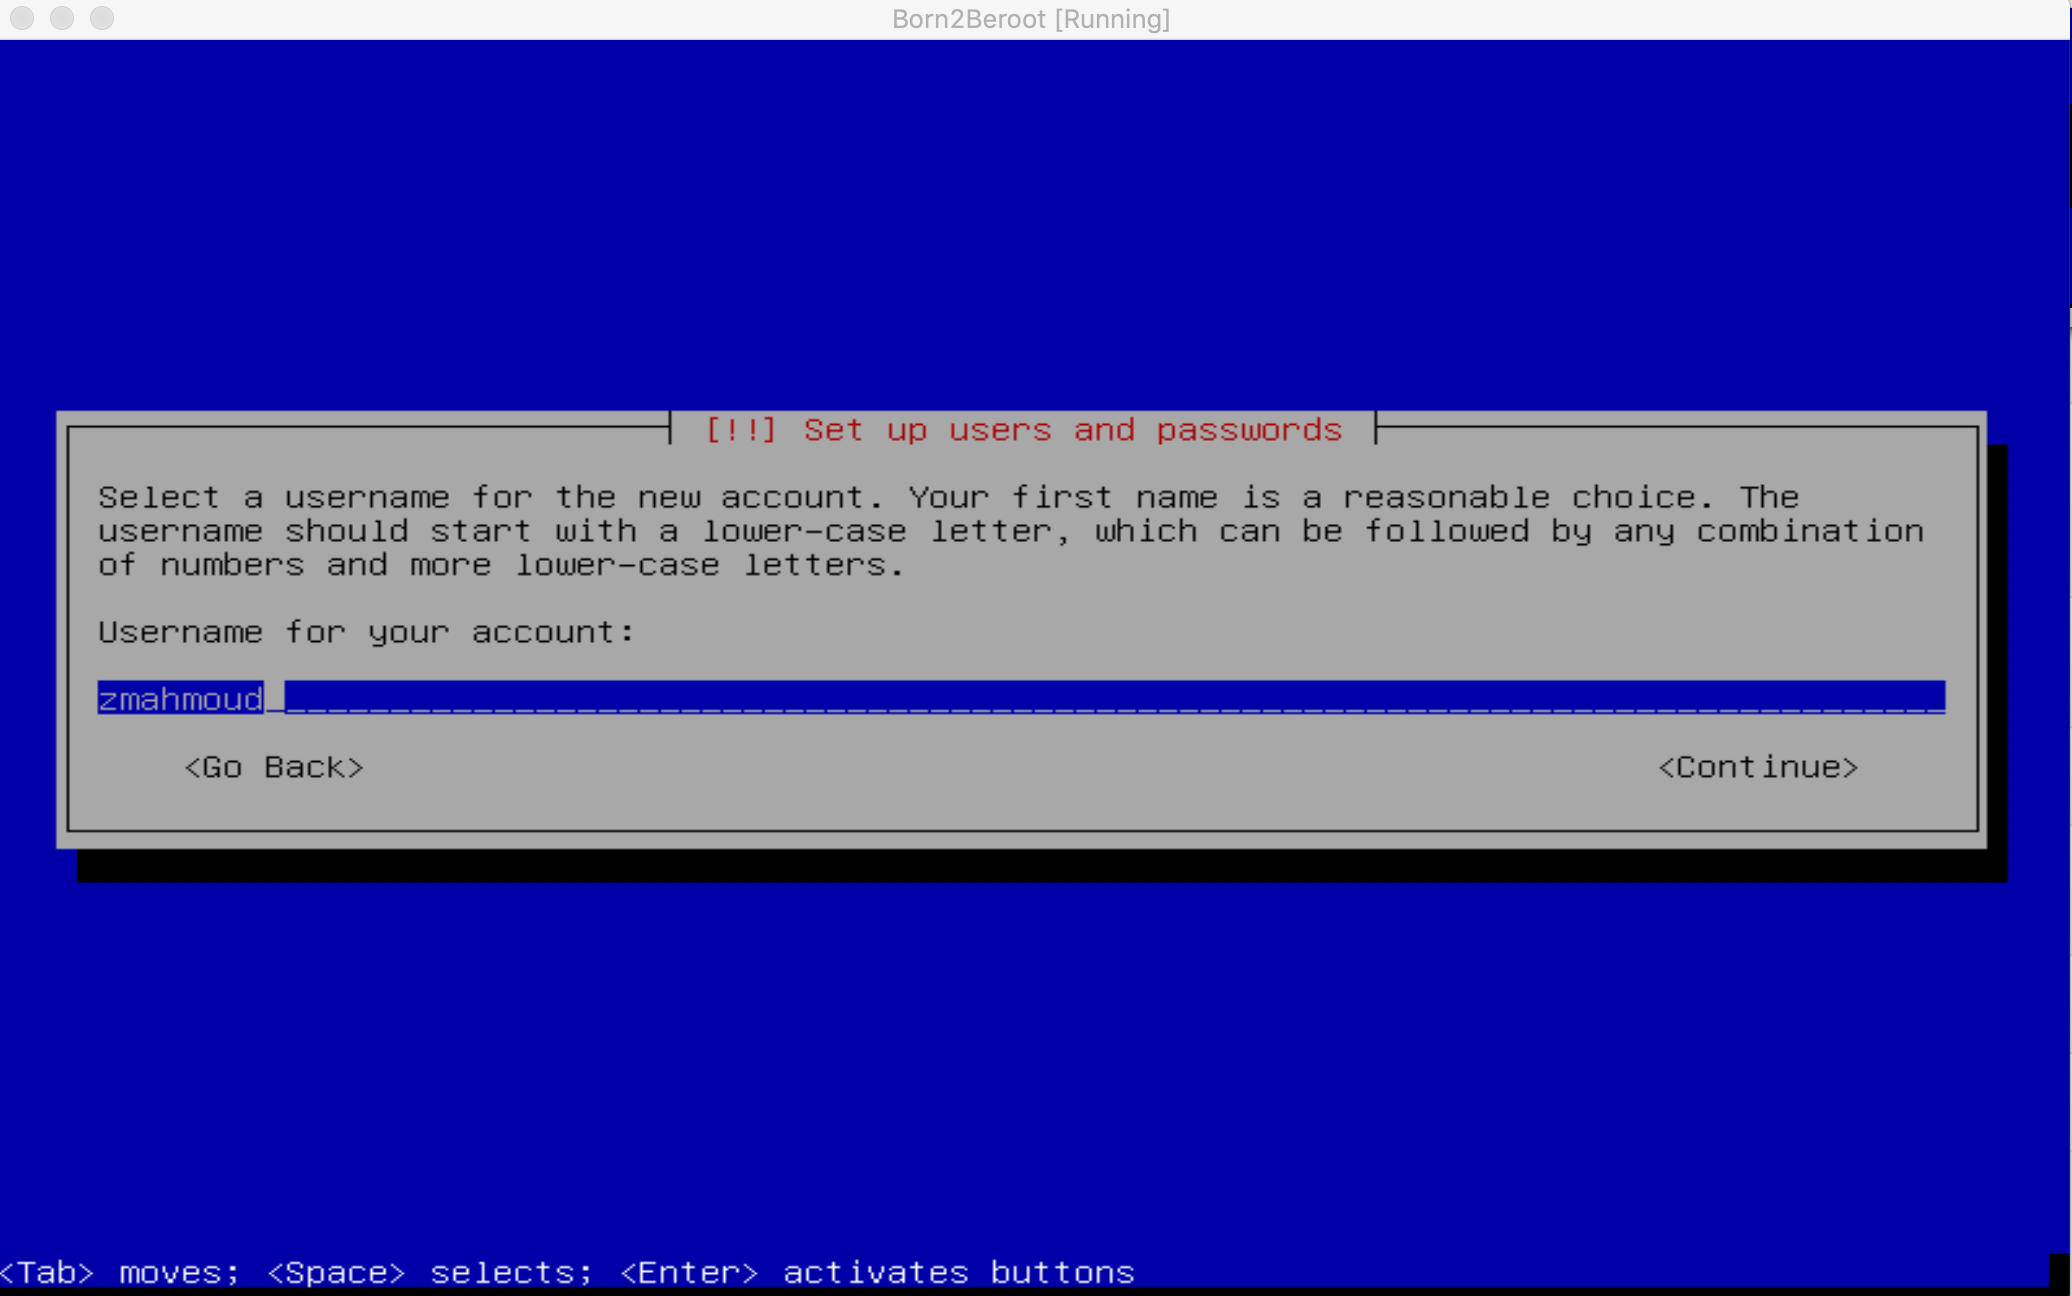 Born2Beroot [Running]
[!!] Set up users and passwords
Select a username for the new account. Your first name is a reasonable choice. The
username should start with a lower-case letter, which can be followed by any combination
of numbers and more lower-case letters.
Username for your account:
zmahmoud
<Go Back> <Continue>
<Tab> moves; <Space> selects; <Enter> activates buttons